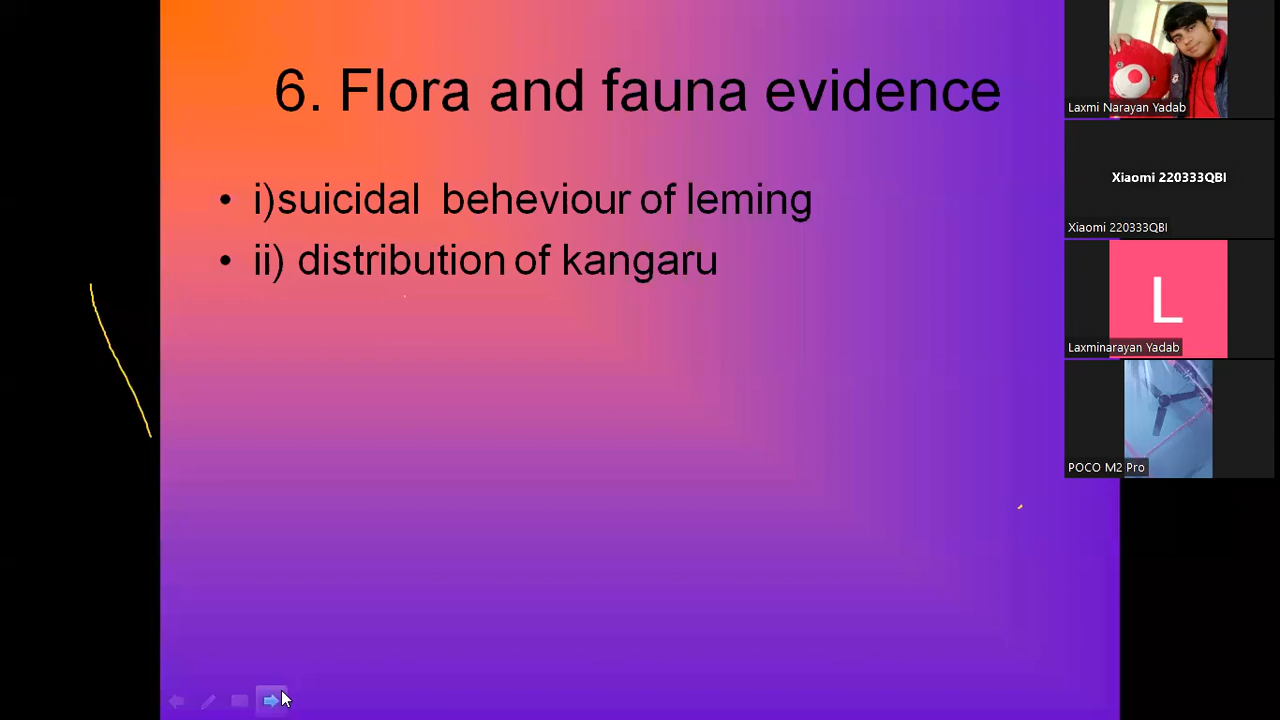 6. Flora and fauna evidence
• i)suicidal beheviour of leming
• ii) distribution of kangaru
Laxmi Narayan Yadab
Xiaomi 220333QBI
Xiaomi 220333QBI
L
Laxminarayan Yadab
POCO M2 Pro